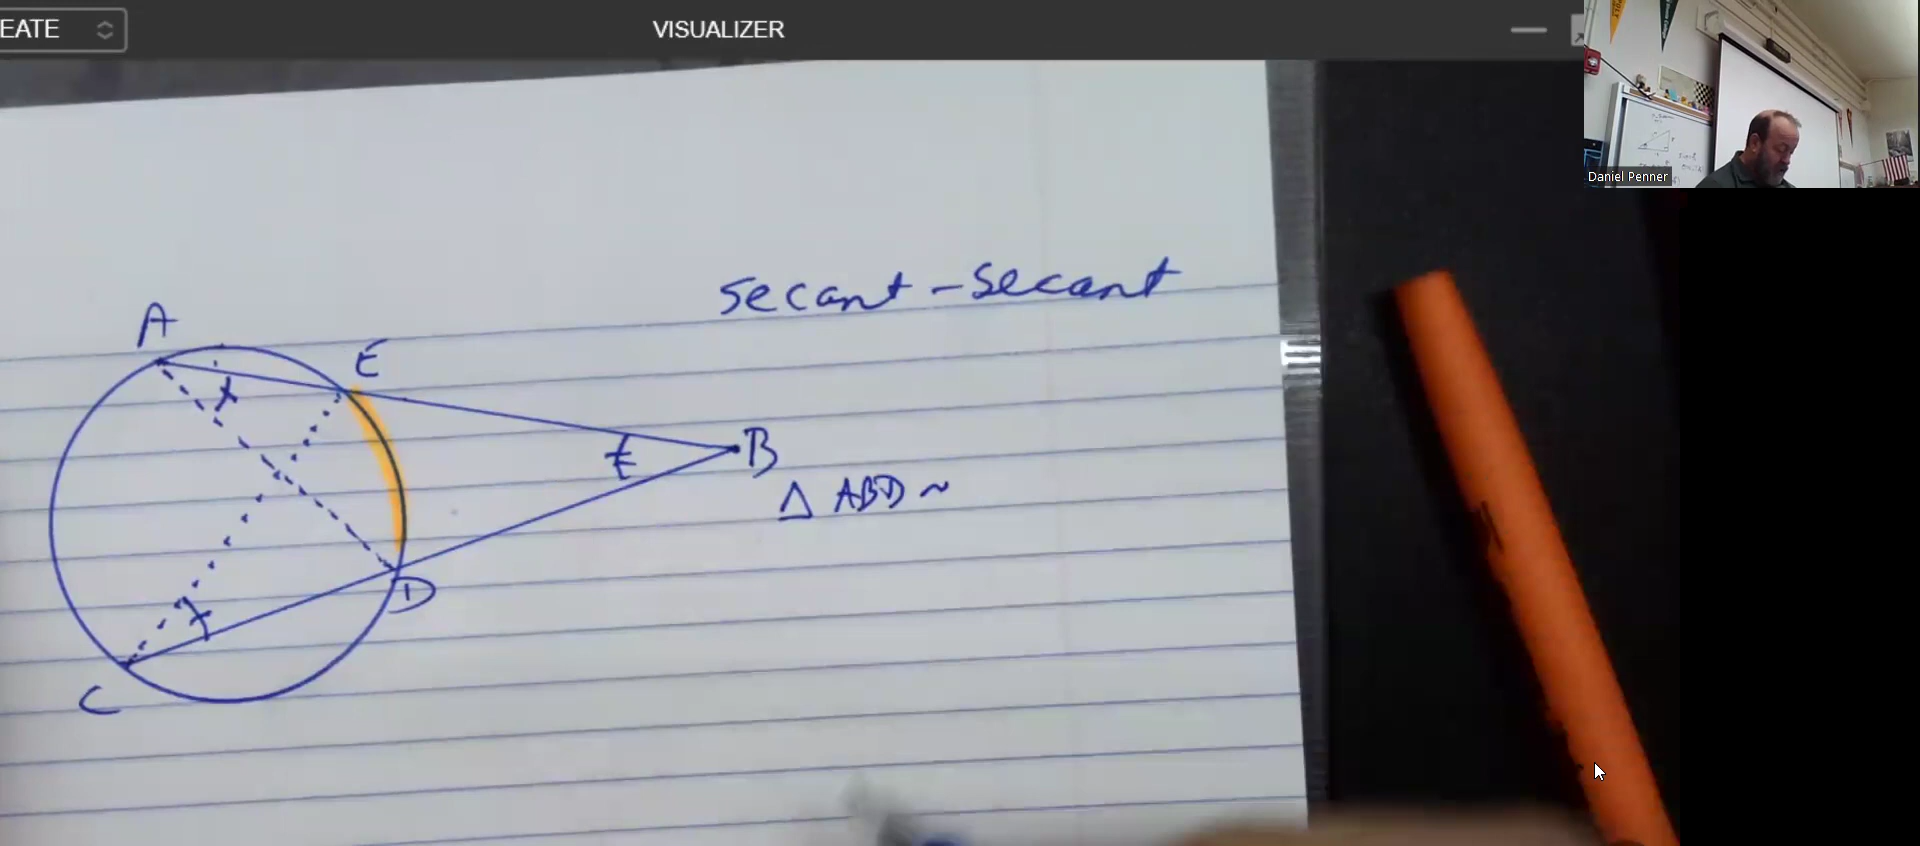 EATE
VISUALIZER
Daniel Penner
secant - secant
A
E
B
△ ABD ~
D
C